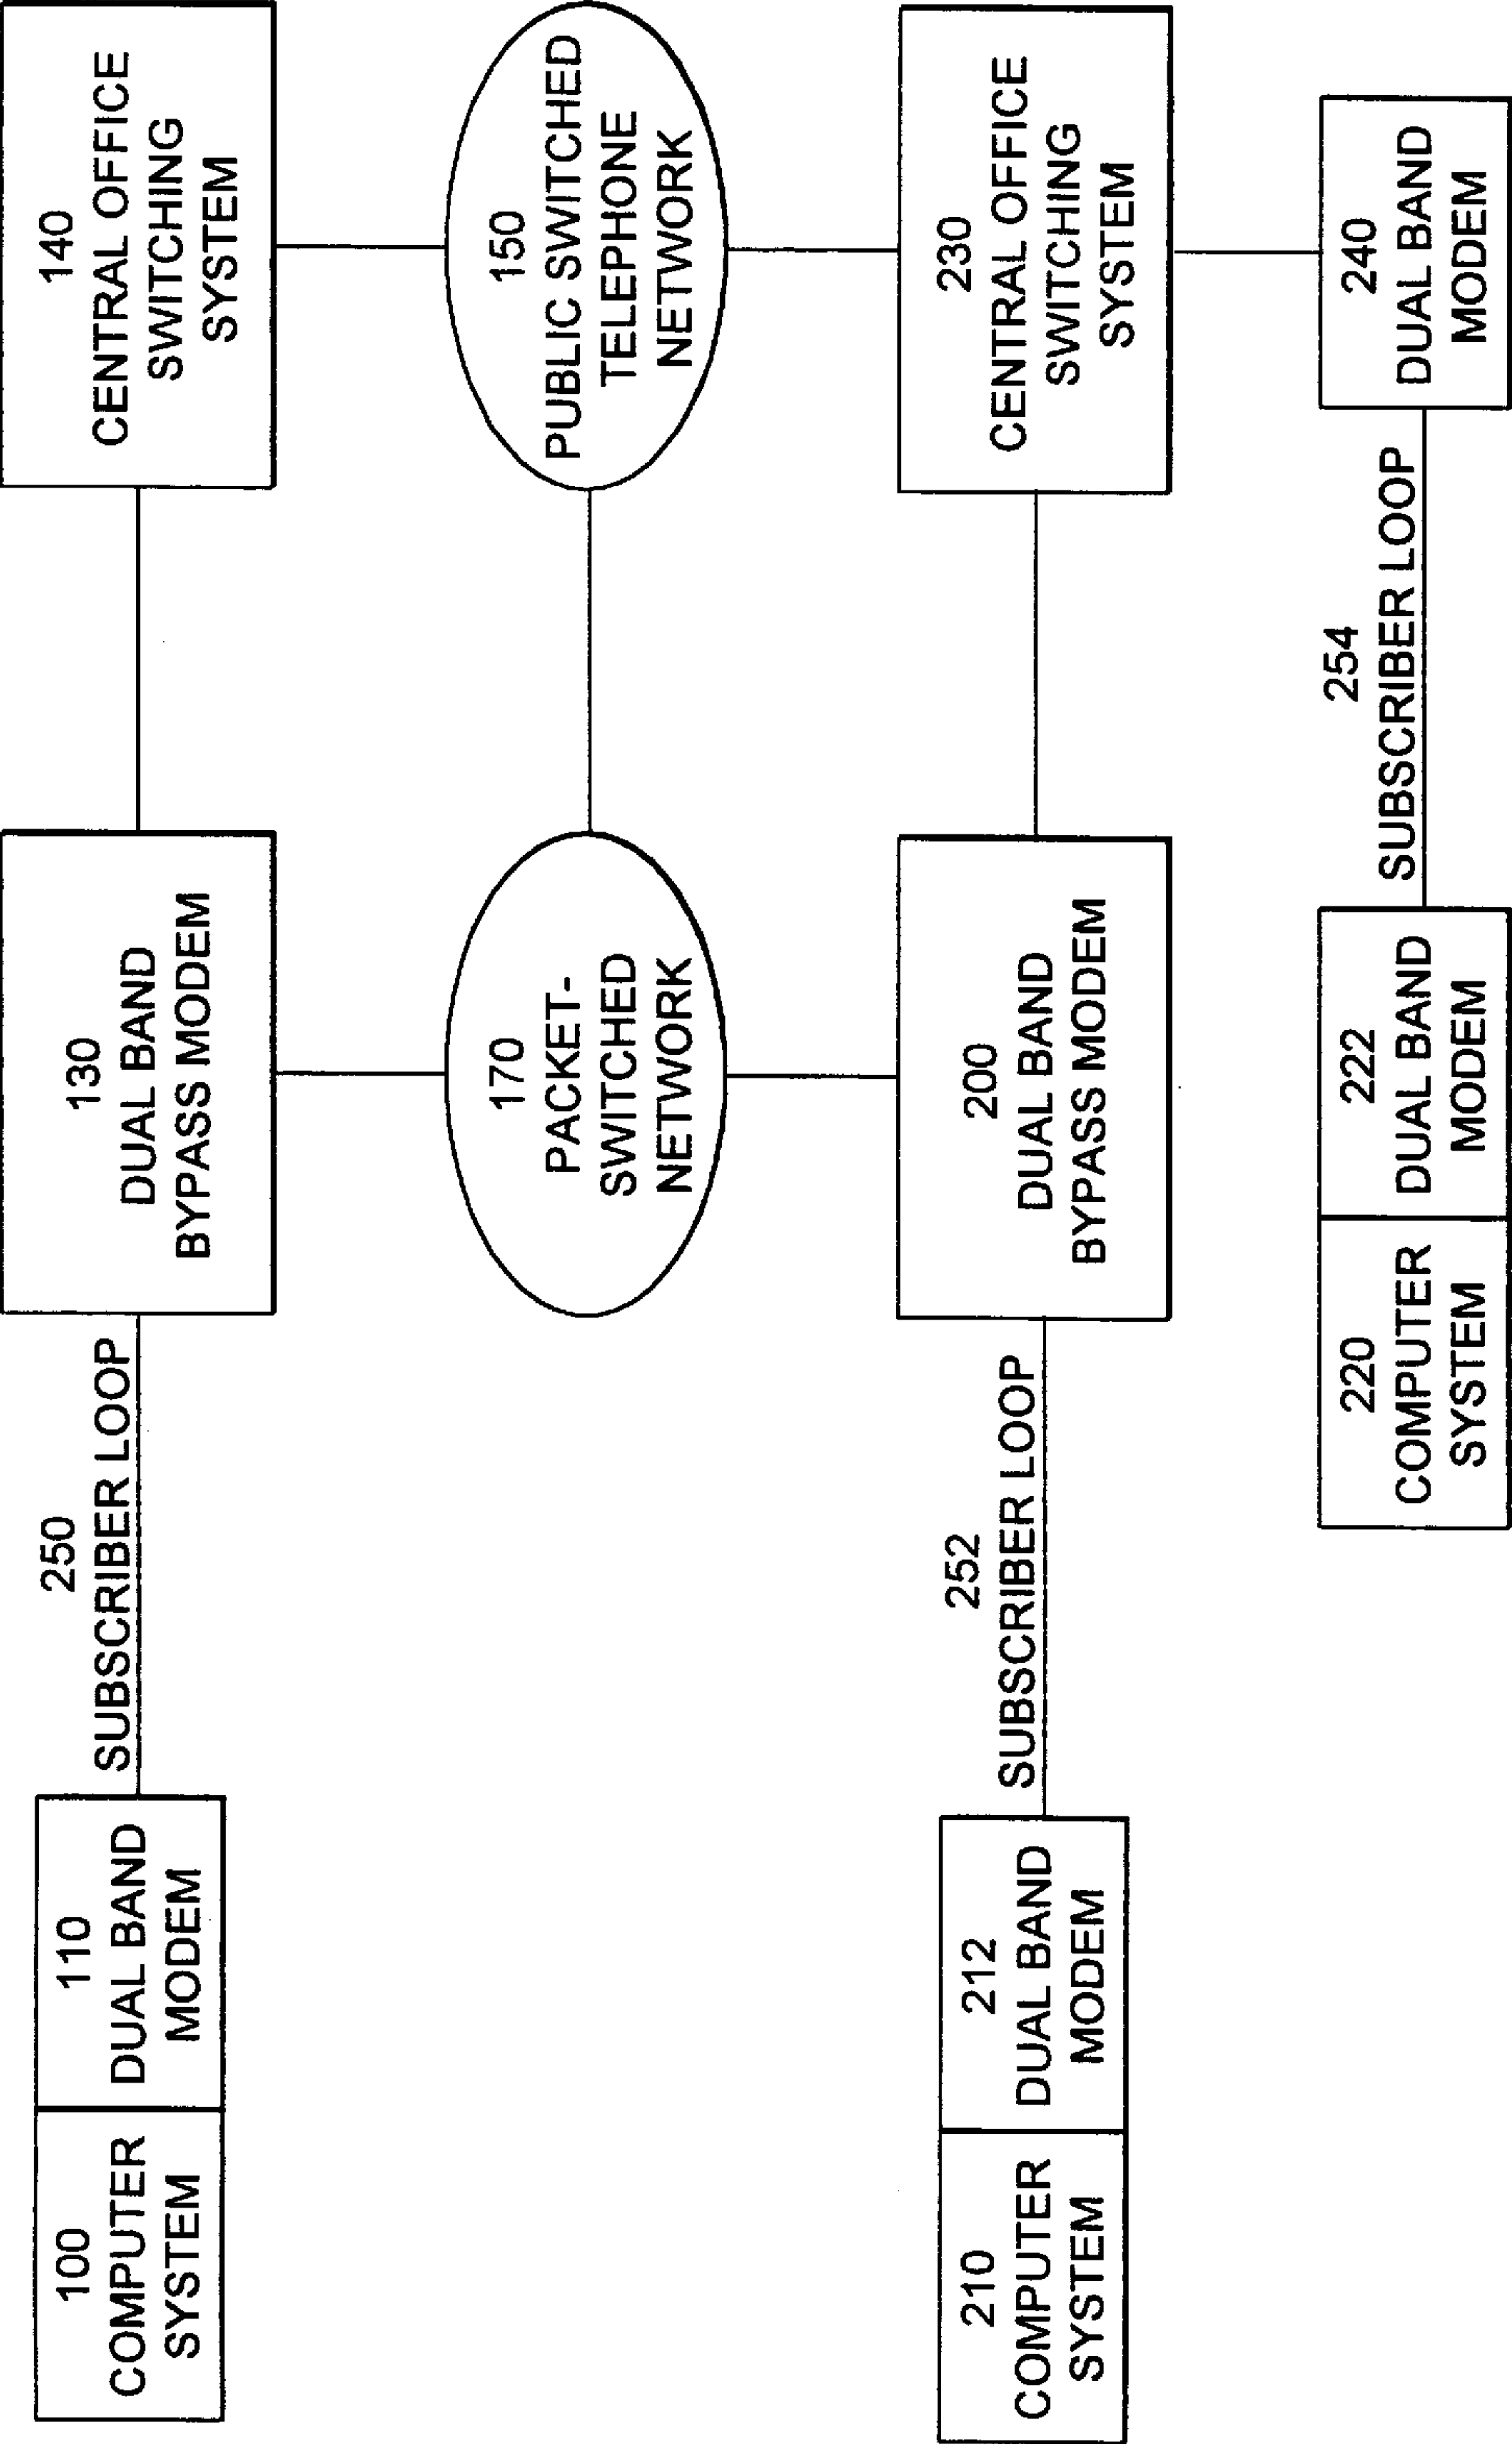 100
COMPUTER
SYSTEM
110
DUAL BAND
MODEM
250
SUBSCRIBER LOOP
130
DUAL BAND
BYPASS MODEM
140
CENTRAL OFFICE
SWITCHING
SYSTEM
170
PACKET-
SWITCHED
NETWORK
150
PUBLIC SWITCHED
TELEPHONE
NETWORK
210
COMPUTER
SYSTEM
212
DUAL BAND
MODEM
252
SUBSCRIBER LOOP
200
DUAL BAND
BYPASS MODEM
230
CENTRAL OFFICE
SWITCHING
SYSTEM
220
COMPUTER
SYSTEM
222
DUAL BAND
MODEM
254
SUBSCRIBER LOOP
240
DUAL BAND
MODEM